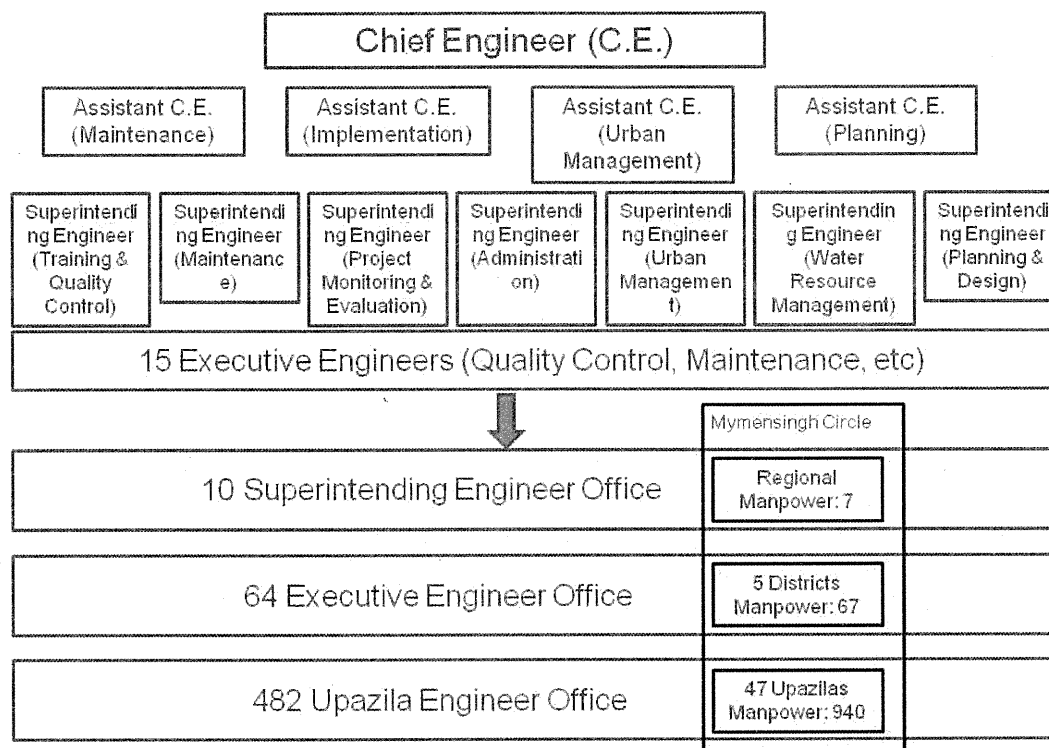 Chief Engineer (C.E.)
Assistant C.E.
(Maintenance)
Assistant C.E.
(Implementation)
Assistant C.E.
(Urban
Management)
Assistant C.E.
(Planning)
Superintendi
ng Engineer
(Training &
Quality
Control)
Superintendi
ng Engineer
(Maintenanc
e)
Superintendi
ng Engineer
(Project
Monitoring &
Evaluation)
Superintendi
ng Engineer
(Administrati
on)
Superintendi
ng Engineer
(Urban
Managemen
t)
Superintendin
g Engineer
(Water
Resource
Management)
Superintendi
ng Engineer
(Planning &
Design)
15 Executive Engineers (Quality Control, Maintenance, etc)
Mymensingh Circle
10 Superintending Engineer Office
Regional
Manpower: 7
64 Executive Engineer Office
5 Districts
Manpower: 67
482 Upazila Engineer Office
47 Upazilas
Manpower: 940